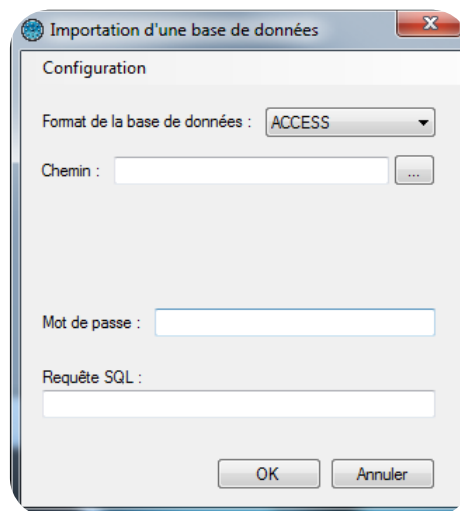 Importation d'une base de données
Configuration
Format de la base de données : ACCESS
Chemin : ...
Mot de passe :
Requête SQL :
OK Annuler